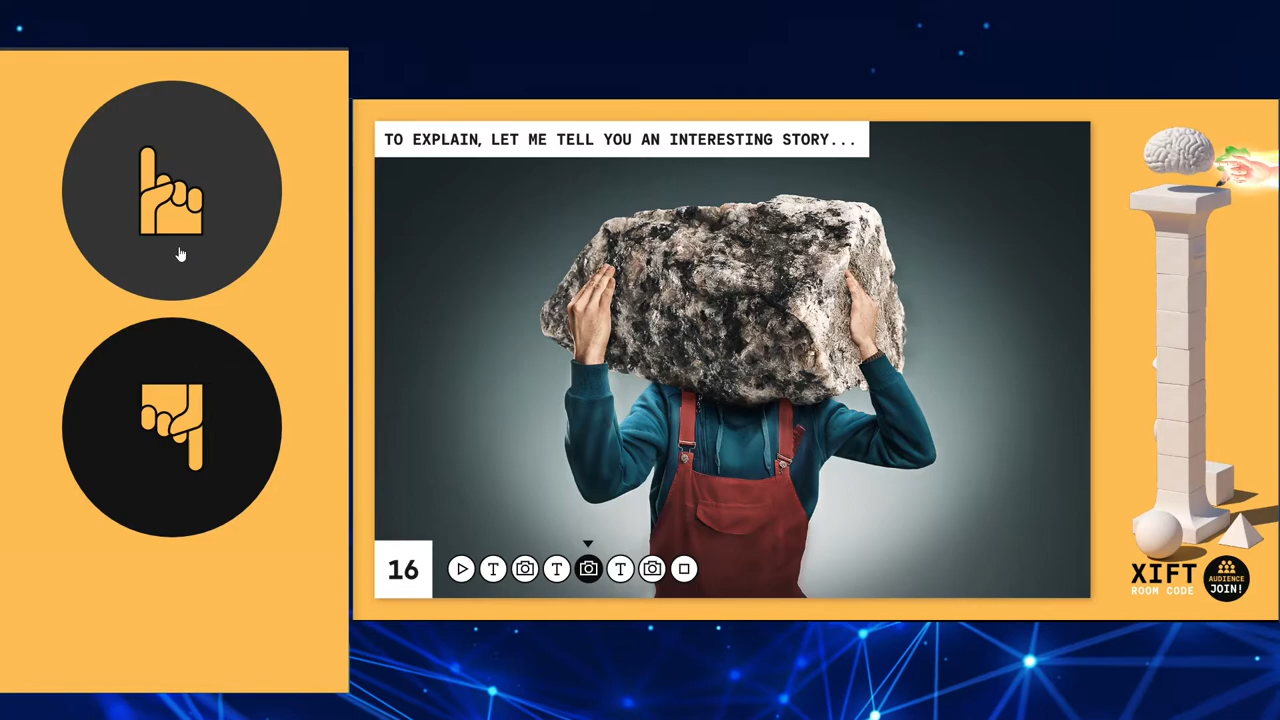 TO EXPLAIN, LET ME TELL YOU AN INTERESTING STORY...
16
T
T
T
XIFT
ROOM CODE
AUDIENCE
JOIN!